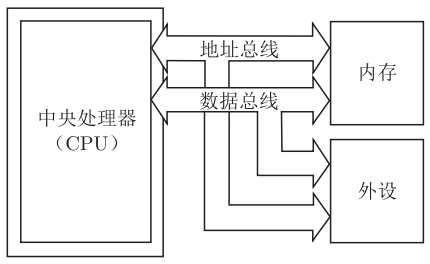 地址总线
内存
数据总线
中央处理器
（CPU）
外设